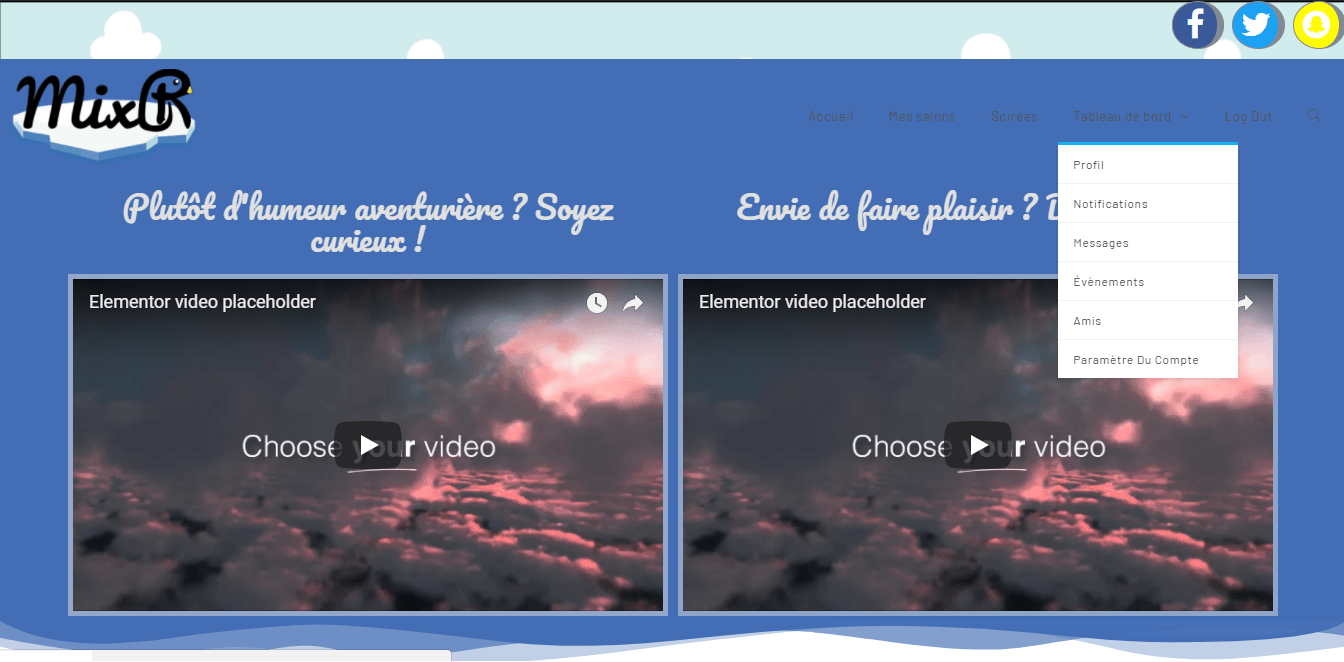 MixR
Accueil
Mes salons
Soirées
Tableau de bord
Log Out
Profil
Notifications
Messages
Évènements
Amis
Paramètre Du Compte
Plutôt d'humeur aventurière ? Soyez
curieux !
Envie de faire plaisir ?
Elementor video placeholder
Choose your video
Elementor video placeholder
Choose your video